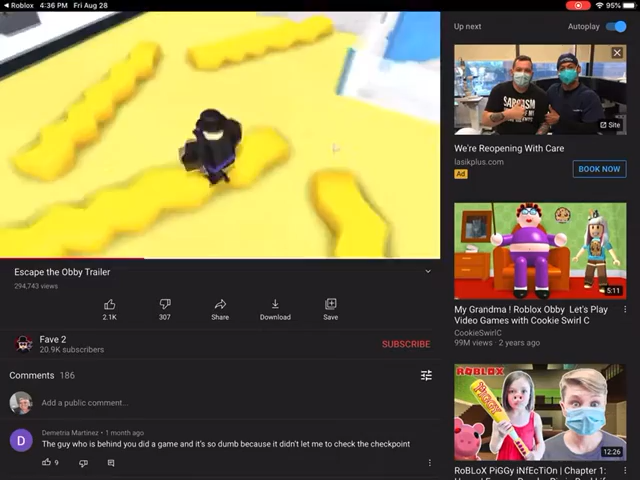 Roblox 4:36 PM Fri Aug 28
95%
Escape the Obby Trailer
294,743 views
2.1K
307
Share
Download
Save
Fave 2
20.9K subscribers
SUBSCRIBE
Comments 186
Add a public comment...
D
Demetria Martinez • 1 month ago
The guy who is behind you did a game and it's so dumb because it didn't let me to check the checkpoint
9
Up next
Autoplay
SARCASM
Site
We're Reopening With Care
lasikplus.com
Ad
BOOK NOW
5:11
My Grandma ! Roblox Obby Let's Play
Video Games with Cookie Swirl C
CookieSwirlC
99M views · 2 years ago
ROBLOX
PIGGY
12:26
RoBLoX PiGGy iNfEcTiOn | Chapter 1: